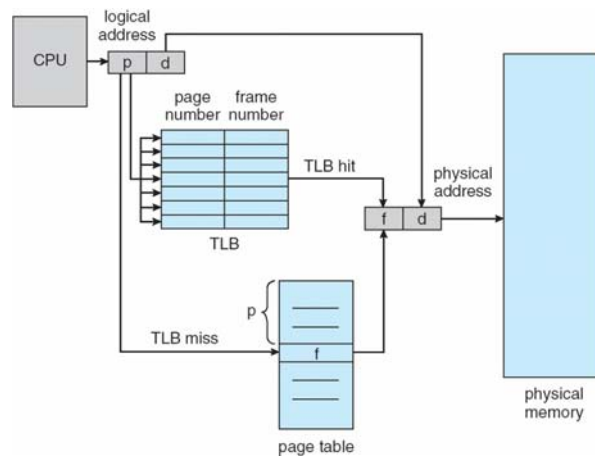 logical
address
CPU
p d
page
number
frame
number
TLB hit
TLB
physical
address
f d
p
TLB miss
f
page table
physical
memory